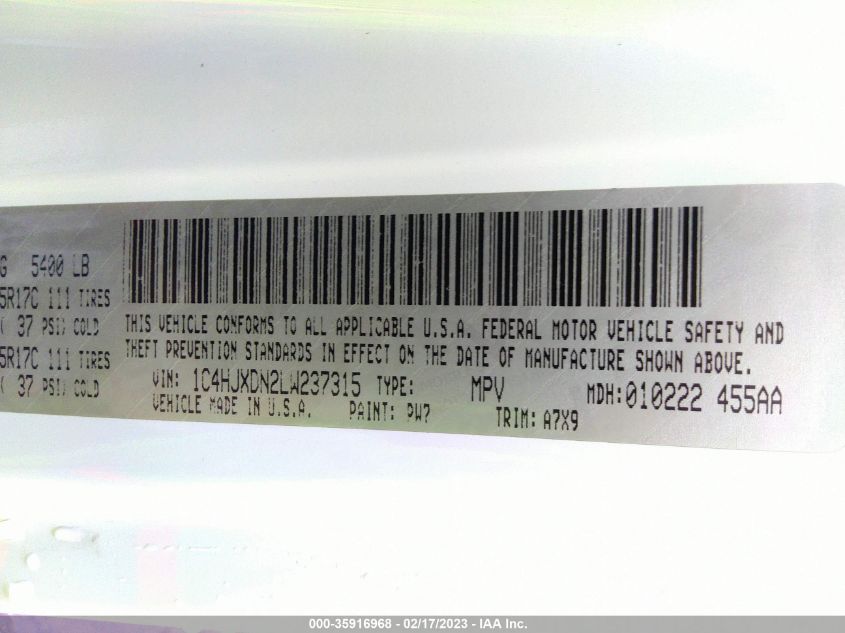 G 5400 LB
5R17C 111 TIRES
( 37 PSI) COLD
5R17C 111 TIRES
( 37 PSI) COLD
THIS VEHICLE CONFORMS TO ALL APPLICABLE U.S.A. FEDERAL MOTOR VEHICLE SAFETY AND
THEFT PREVENTION STANDARDS IN EFFECT ON THE DATE OF MANUFACTURE SHOWN ABOVE.
VIN: 1C4HJXDN2LW237315 TYPE: MPV MDH:010222 455AA
VEHICLE MADE IN U.S.A. PAINT: PW7 TRIM: A7X9
000-35916968 - 02/17/2023 - IAA Inc.